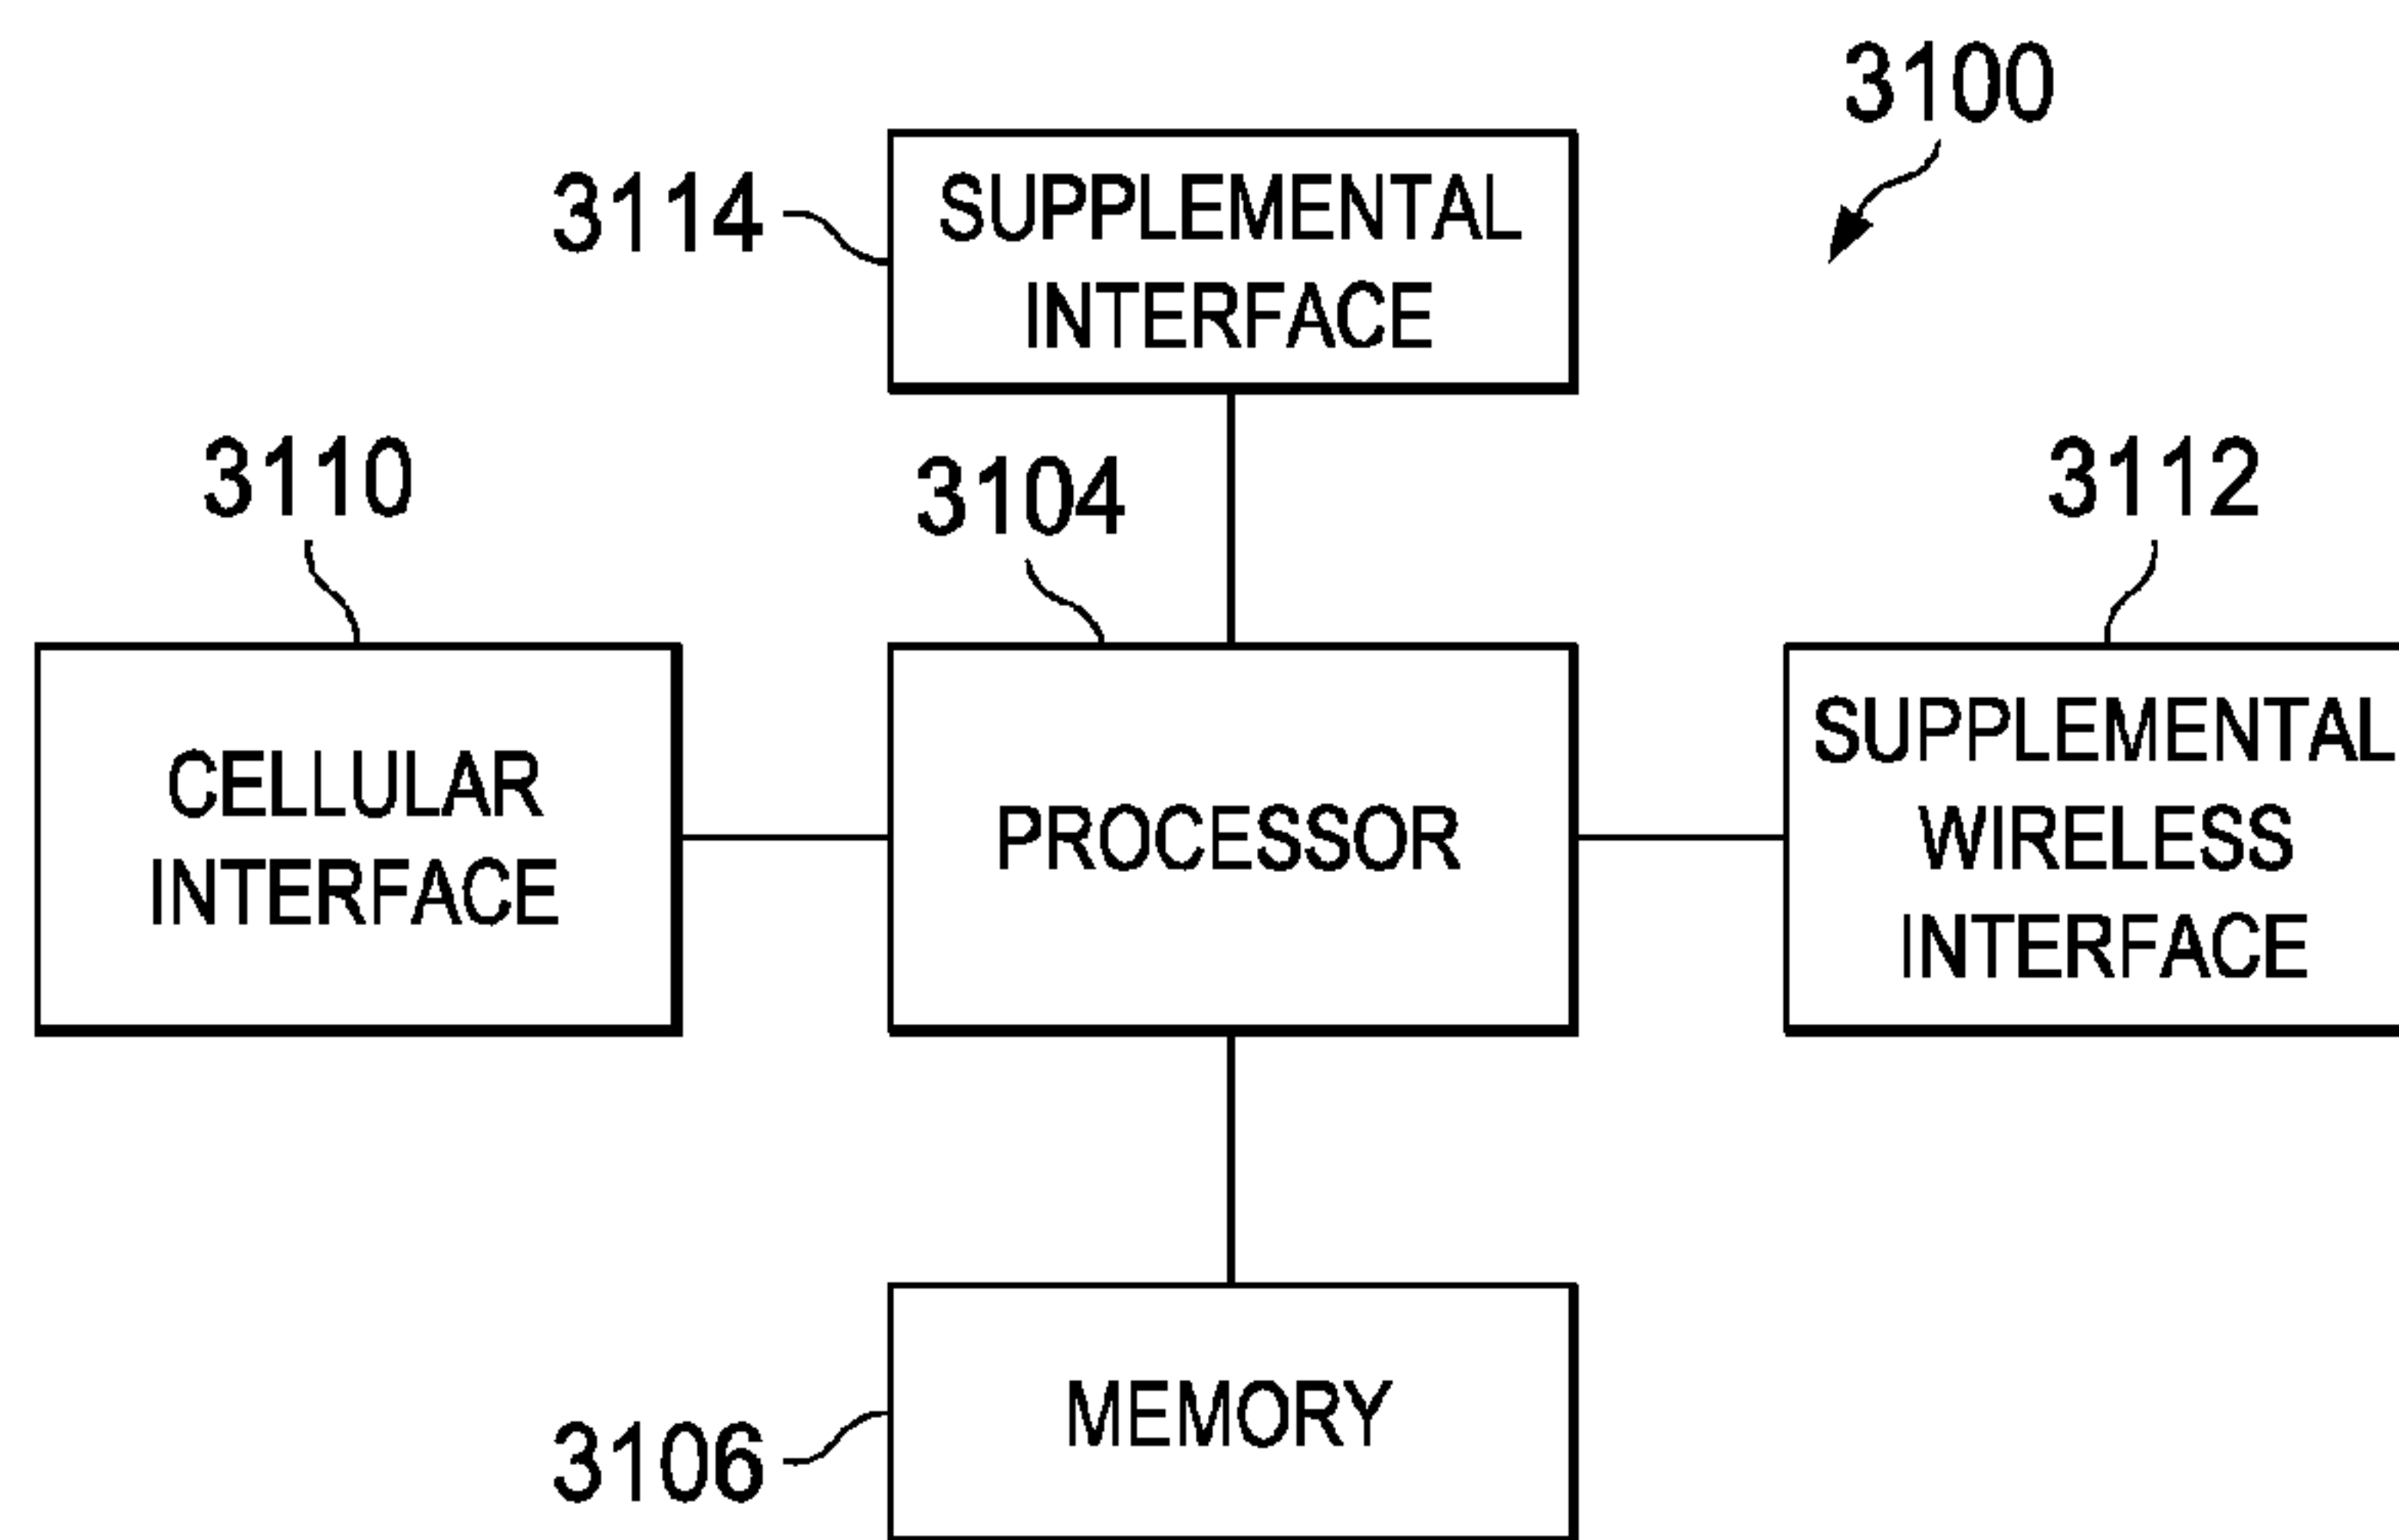 3100
3114
SUPPLEMENTAL
INTERFACE
3110
3104
3112
CELLULAR
INTERFACE
PROCESSOR
SUPPLEMENTAL
WIRELESS
INTERFACE
3106
MEMORY